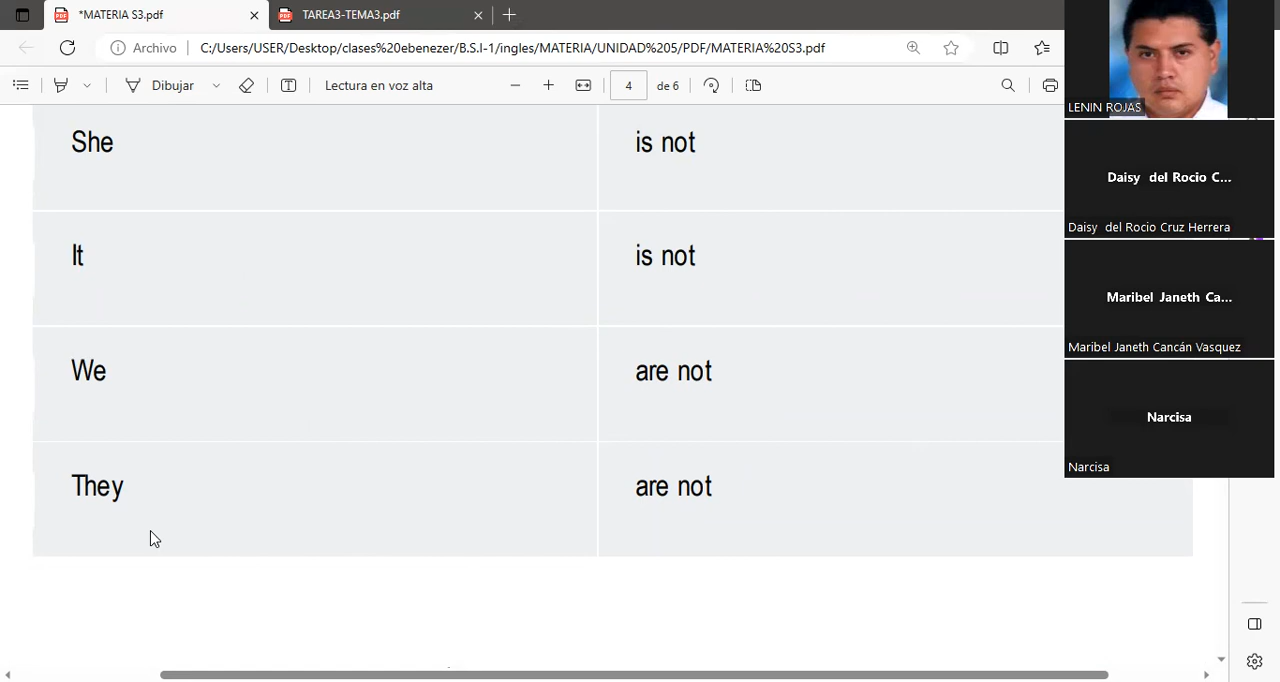 *MATERIA S3.pdf
TAREA3-TEMA3.pdf
Archivo
C:/Users/USER/Desktop/clases%20ebenezer/B.S.I-1/ingles/MATERIA/UNIDAD%205/PDF/MATERIA%20S3.pdf
Dibujar
Lectura en voz alta
4 de 6
She is not
It is not
We are not
They are not
LENIN ROJAS
Daisy del Rocio C...
Daisy del Rocio Cruz Herrera
Maribel Janeth Ca...
Maribel Janeth Cancán Vasquez
Narcisa
Narcisa